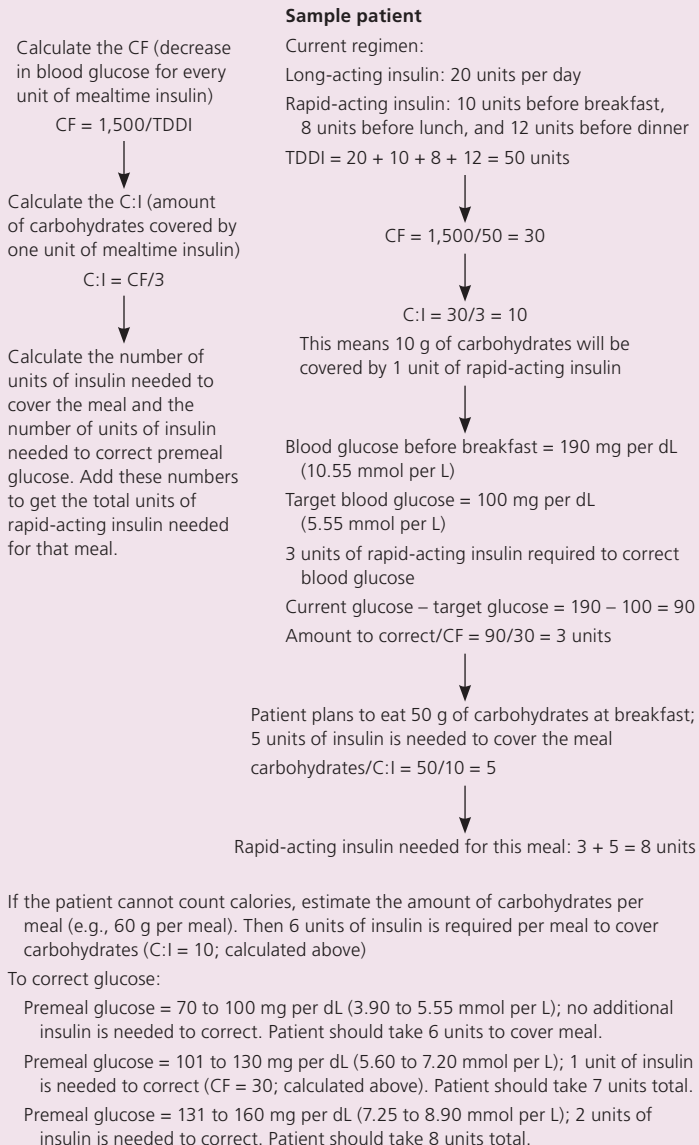 Calculate the CF (decrease
in blood glucose for every
unit of mealtime insulin)
CF = 1,500/TDDI
Calculate the C:I (amount
of carbohydrates covered by
one unit of mealtime insulin)
C:I = CF/3
Calculate the number of
units of insulin needed to
cover the meal and the
number of units of insulin
needed to correct premeal
glucose. Add these numbers
to get the total units of
rapid-acting insulin needed
for that meal.
Sample patient
Current regimen:
Long-acting insulin: 20 units per day
Rapid-acting insulin: 10 units before breakfast,
8 units before lunch, and 12 units before dinner
TDDI = 20 + 10 + 8 + 12 = 50 units
CF = 1,500/50 = 30
C:I = 30/3 = 10
This means 10 g of carbohydrates will be
covered by 1 unit of rapid-acting insulin
Blood glucose before breakfast = 190 mg per dL
(10.55 mmol per L)
Target blood glucose = 100 mg per dL
(5.55 mmol per L)
3 units of rapid-acting insulin required to correct
blood glucose
Current glucose – target glucose = 190 – 100 = 90
Amount to correct/CF = 90/30 = 3 units
Patient plans to eat 50 g of carbohydrates at breakfast;
5 units of insulin is needed to cover the meal
carbohydrates/C:I = 50/10 = 5
Rapid-acting insulin needed for this meal: 3 + 5 = 8 units
If the patient cannot count calories, estimate the amount of carbohydrates per
meal (e.g., 60 g per meal). Then 6 units of insulin is required per meal to cover
carbohydrates (C:I = 10; calculated above)
To correct glucose:
Premeal glucose = 70 to 100 mg per dL (3.90 to 5.55 mmol per L); no additional
insulin is needed to correct. Patient should take 6 units to cover meal.
Premeal glucose = 101 to 130 mg per dL (5.60 to 7.20 mmol per L); 1 unit of insulin
is needed to correct (CF = 30; calculated above). Patient should take 7 units total.
Premeal glucose = 131 to 160 mg per dL (7.25 to 8.90 mmol per L); 2 units of
insulin is needed to correct. Patient should take 8 units total.